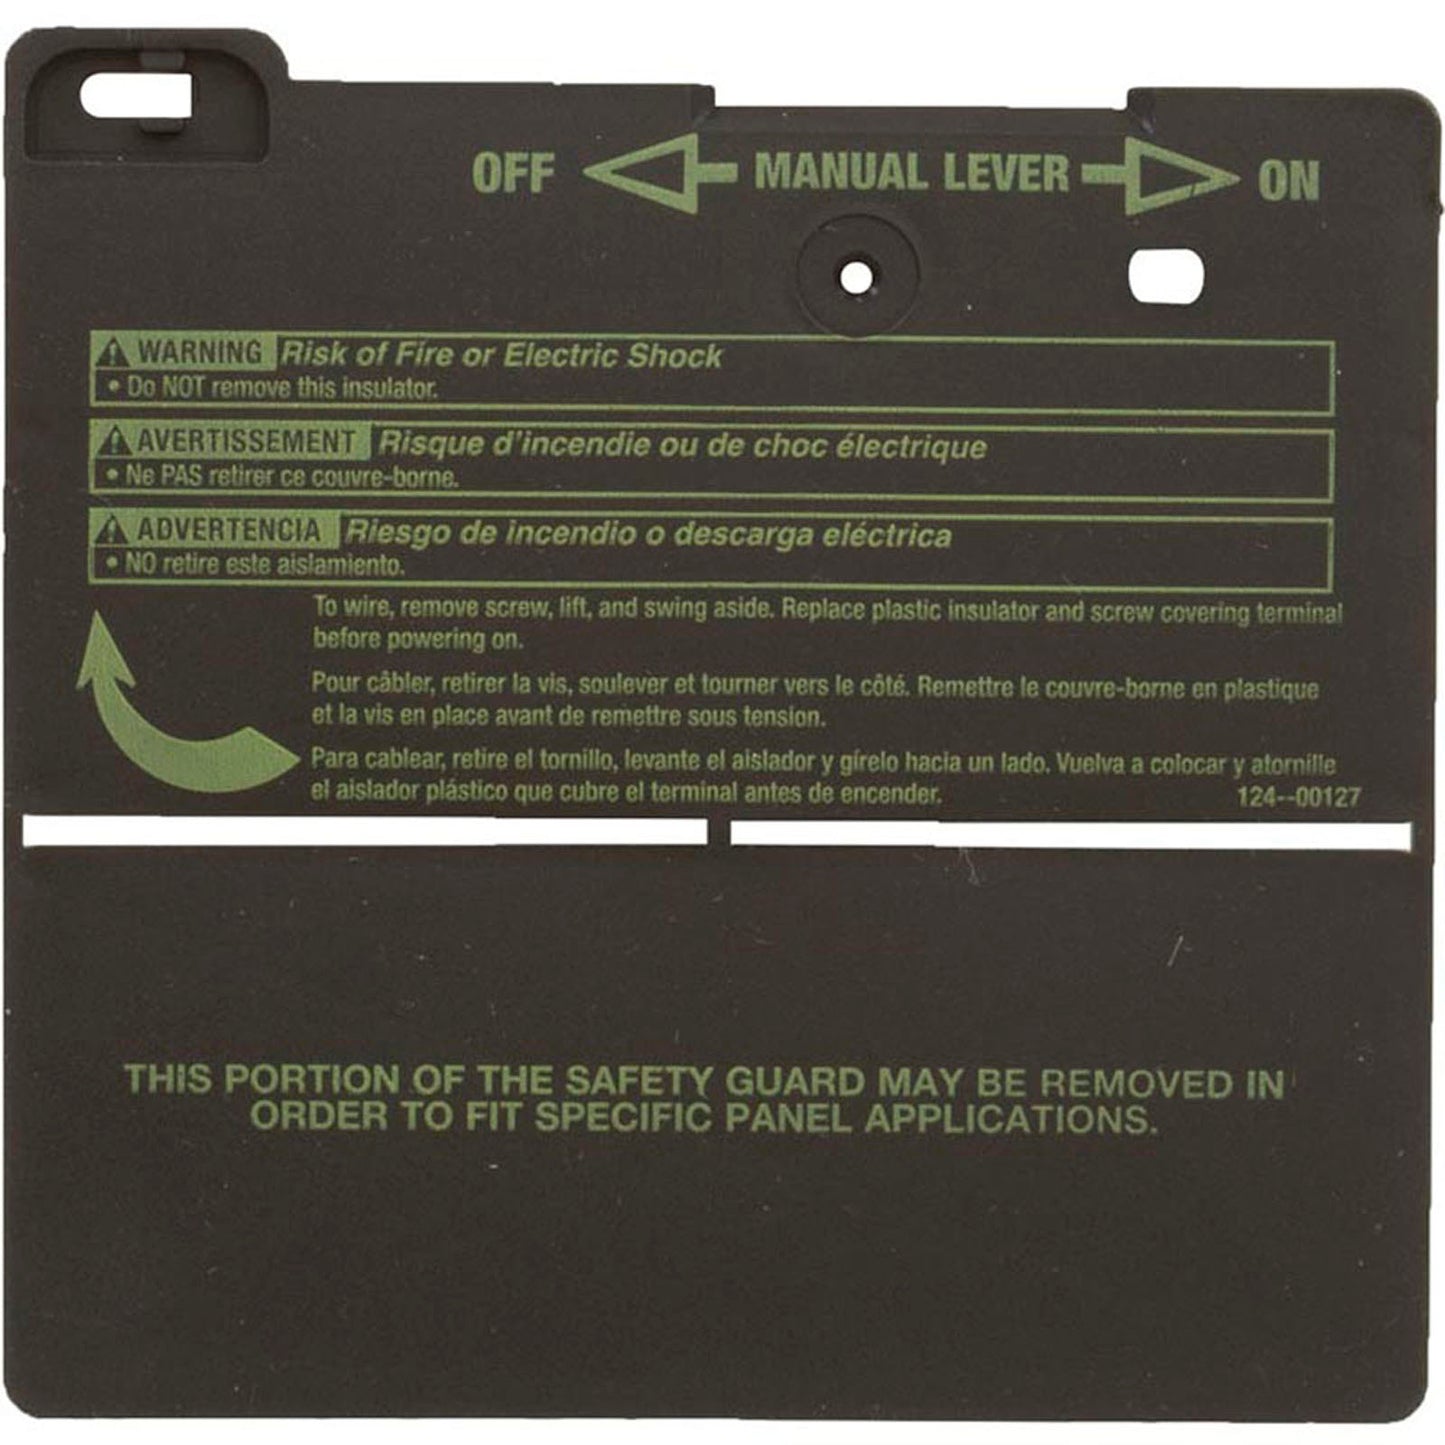 OFF MANUAL LEVER ON
WARNING Risk of Fire or Electric Shock
• Do NOT remove this insulator.
AVERTISSEMENT Risque d'incendie ou de choc électrique
• Ne PAS retirer ce couvre-borne.
ADVERTENCIA Riesgo de incendio o descarga eléctrica
• NO retire este aislamiento.
To wire, remove screw, lift, and swing aside. Replace plastic insulator and screw covering terminal
before powering on.
Pour câbler, retirer la vis, soulever et tourner vers le côté. Remettre le couvre-borne en plastique
et la vis en place avant de remettre sous tension.
Para cablear, retire el tornillo, levante el aislador y gírelo hacia un lado. Vuelva a colocar y atornille
el aislador plástico que cubre el terminal antes de encender.
124--00127
THIS PORTION OF THE SAFETY GUARD MAY BE REMOVED IN
ORDER TO FIT SPECIFIC PANEL APPLICATIONS.